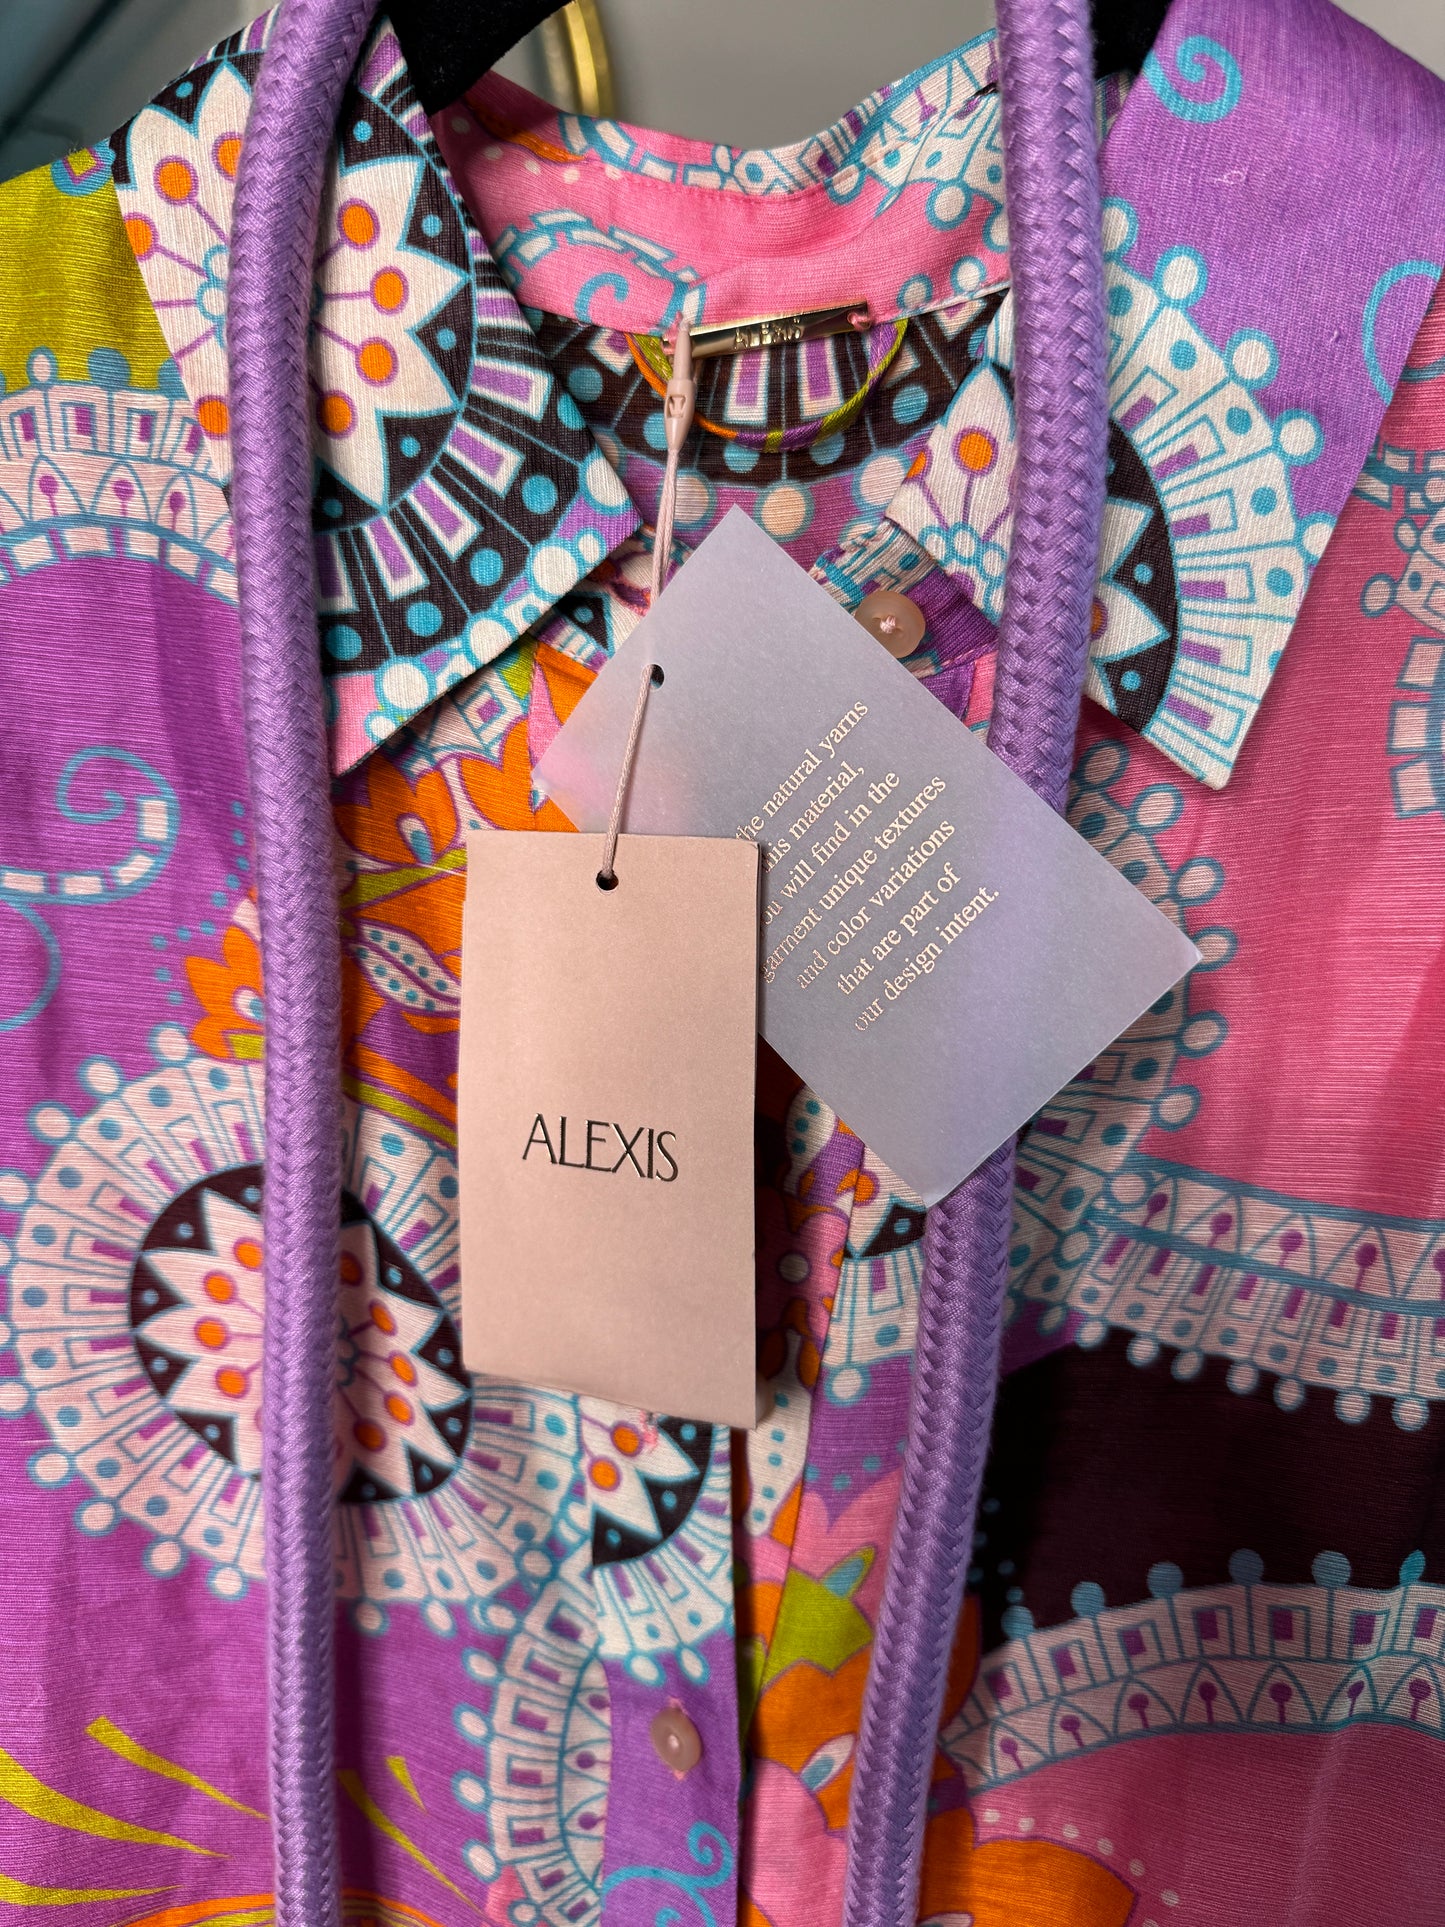 ALEXIS
the natural yarns
this material,
you will find in the
garment unique textures
and color variations
that are part of
our design intent.
ALEXIS